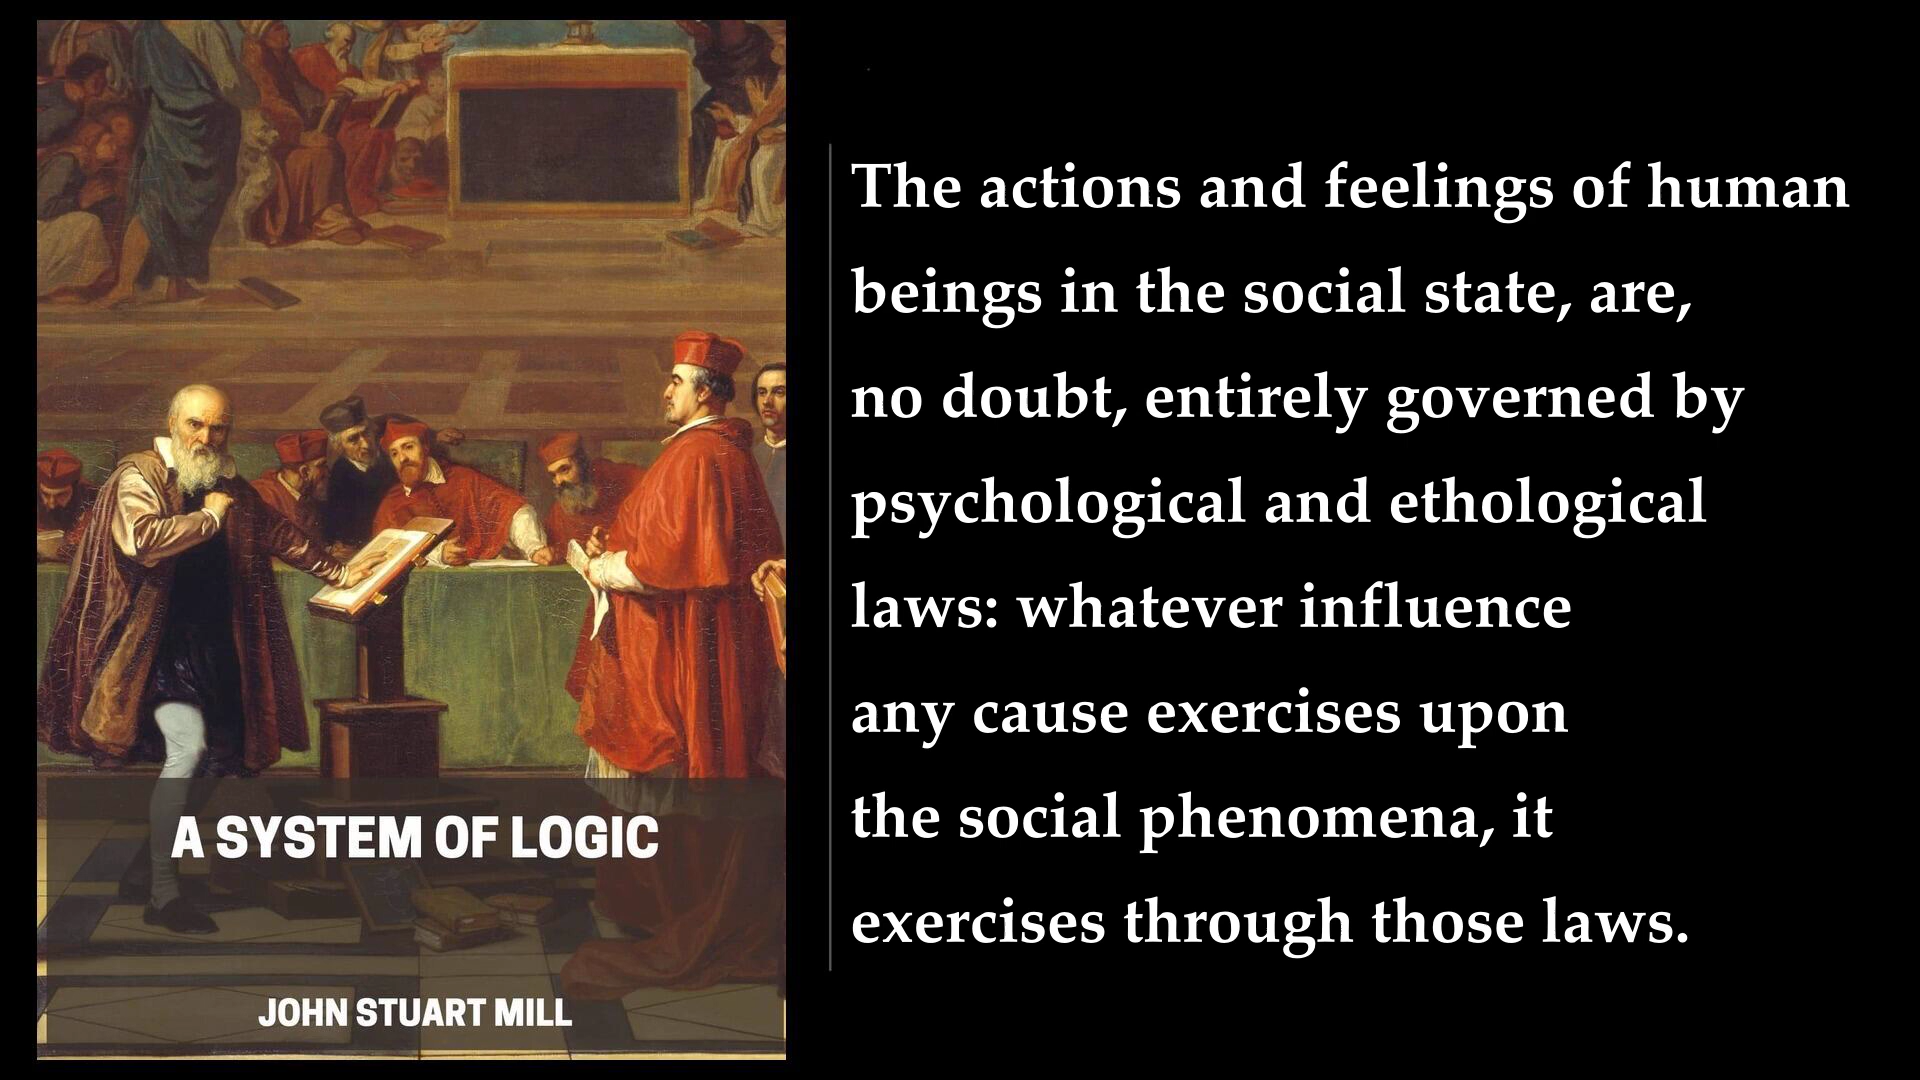 A SYSTEM OF LOGIC
JOHN STUART MILL
The actions and feelings of human
beings in the social state, are,
no doubt, entirely governed by
psychological and ethological
laws: whatever influence
any cause exercises upon
the social phenomena, it
exercises through those laws.